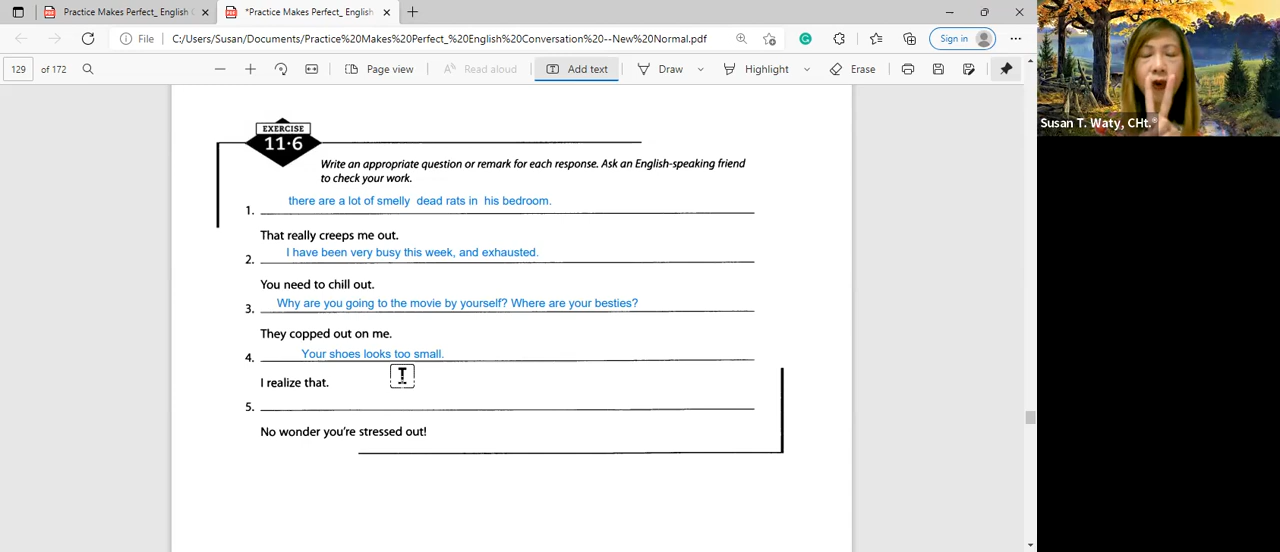 Practice Makes Perfect_ English C
*Practice Makes Perfect_ English
File
C:/Users/Susan/Documents/Practice%20Makes%20Perfect_%20English%20Conversation%20--New%20Normal.pdf
Sign in
129 of 172
Page view
Read aloud
Add text
Draw
Highlight
Erase
Susan T. Waty, CHt.*
EXERCISE
11·6
Write an appropriate question or remark for each response. Ask an English-speaking friend
to check your work.
there are a lot of smelly dead rats in his bedroom.
1.
That really creeps me out.
I have been very busy this week, and exhausted.
2.
You need to chill out.
Why are you going to the movie by yourself? Where are your besties?
3.
They copped out on me.
Your shoes looks too small.
4.
I realize that.
5.
No wonder you're stressed out!